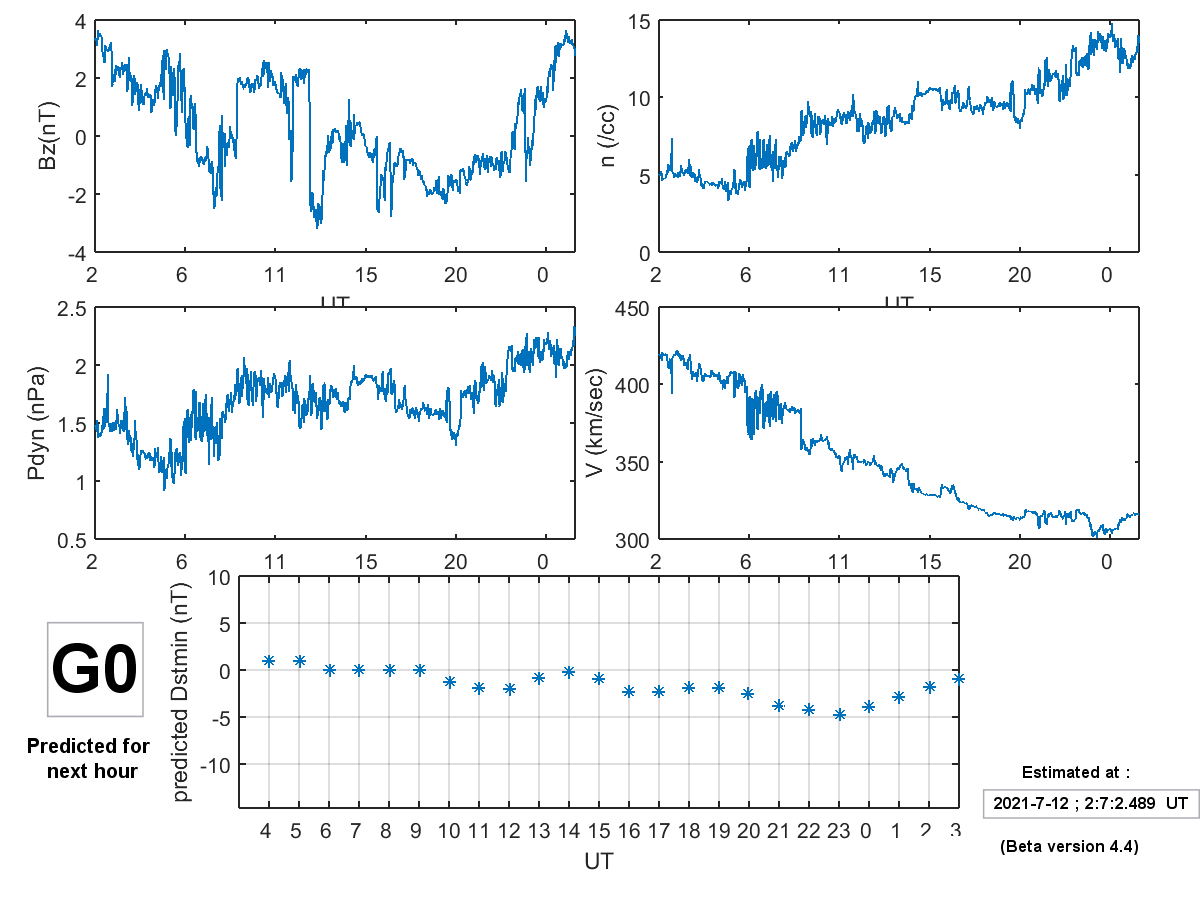 4
2
0
-2
-4
Bz(nT)
2 6 11 15 20 0
UT
15
10
5
0
n (/cc)
2 6 11 15 20 0
UT
2.5
2
1.5
1
0.5
Pdyn (nPa)
2 6 11 15 20 0
450
400
350
300
V (km/sec)
2 6 11 15 20 0
10
5
0
-5
-10
predicted Dstmin (nT)
4 5 6 7 8 9 10 11 12 13 14 15 16 17 18 19 20 21 22 23 0 1 2 3
UT
G0
Predicted for
next hour
Estimated at :
2021-7-12 ; 2:7:2.489 UT
(Beta version 4.4)